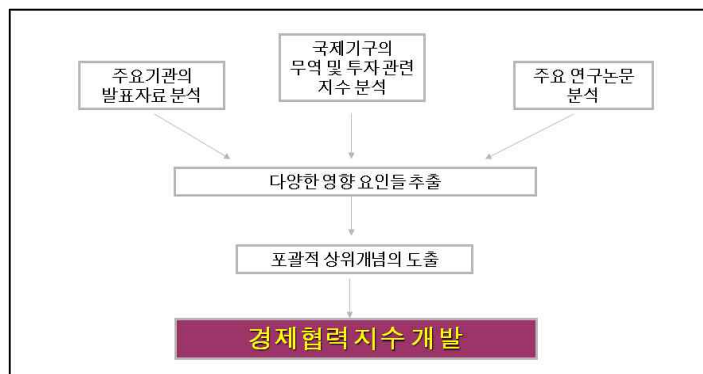 주요기관의
발표자료 분석
국제기구의
무역 및 투자 관련
지수 분석
주요 연구논문
분석
다양한 영향 요인들 추출
포괄적 상위개념의 도출
경제협력 지수 개발